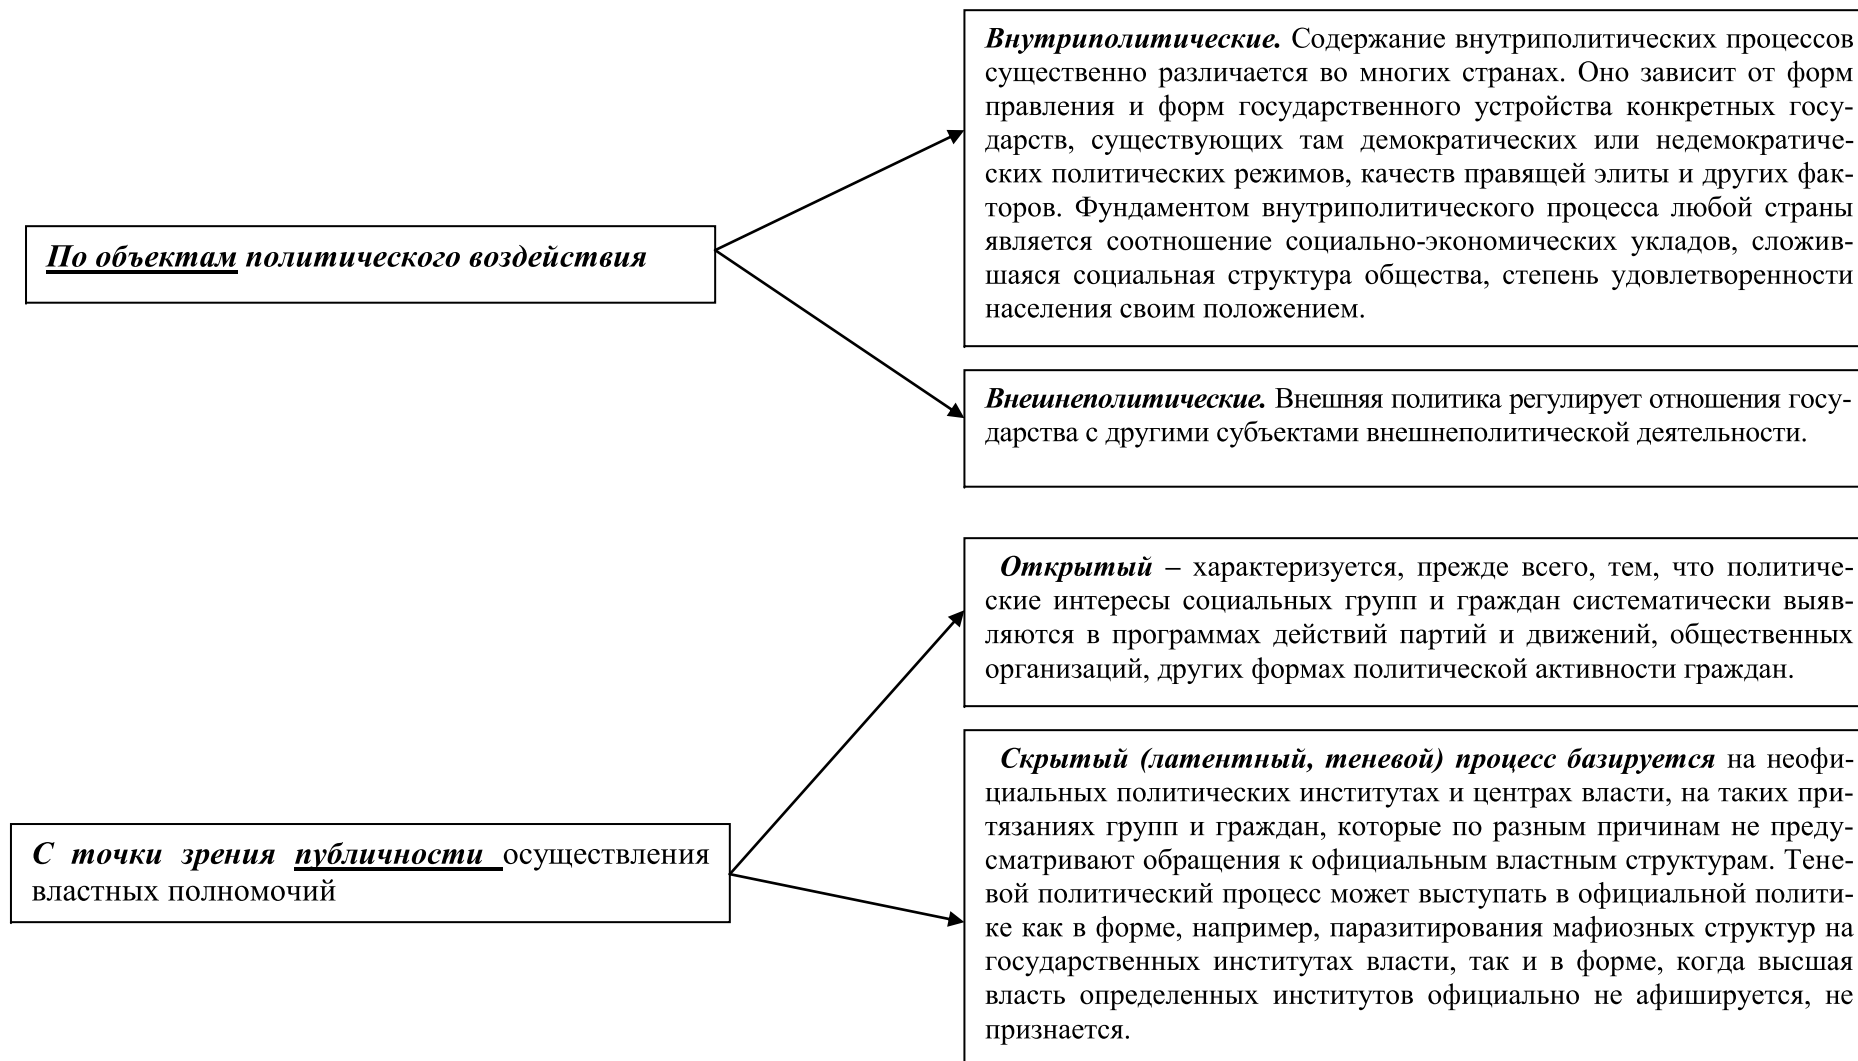 Внутриполитические. Содержание внутриполитических процессов
существенно различается во многих странах. Оно зависит от форм
правления и форм государственного устройства конкретных госу-
дарств, существующих там демократических или недемократиче-
ских политических режимов, качеств правящей элиты и других фак-
торов. Фундаментом внутриполитического процесса любой страны
является соотношение социально-экономических укладов, сложив-
шаяся социальная структура общества, степень удовлетворенности
населения своим положением.
По объектам политического воздействия
Внешнеполитические. Внешняя политика регулирует отношения госу-
дарства с другими субъектами внешнеполитической деятельности.
Открытый – характеризуется, прежде всего, тем, что политиче-
ские интересы социальных групп и граждан систематически выяв-
ляются в программах действий партий и движений, общественных
организаций, других формах политической активности граждан.
С точки зрения публичности осуществления
властных полномочий
Скрытый (латентный, теневой) процесс базируется на неофи-
циальных политических институтах и центрах власти, на таких при-
тязаниях групп и граждан, которые по разным причинам не преду-
сматривают обращения к официальным властным структурам. Тене-
вой политический процесс может выступать в официальной полити-
ке как в форме, например, паразитирования мафиозных структур на
государственных институтах власти, так и в форме, когда высшая
власть определенных институтов официально не афишируется, не
признается.